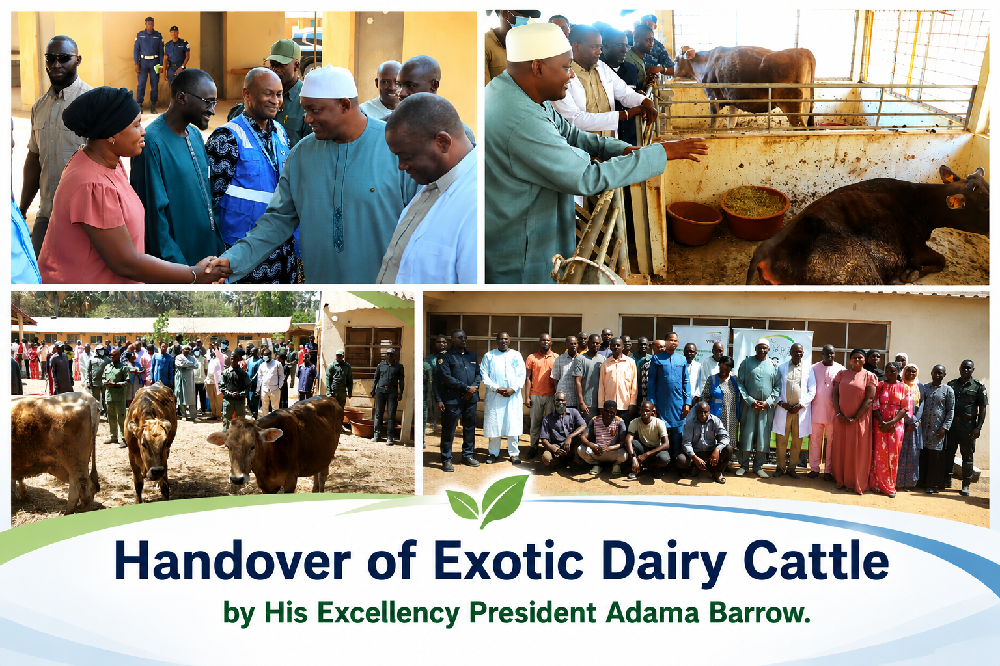 Handover of Exotic Dairy Cattle
by His Excellency President Adama Barrow.